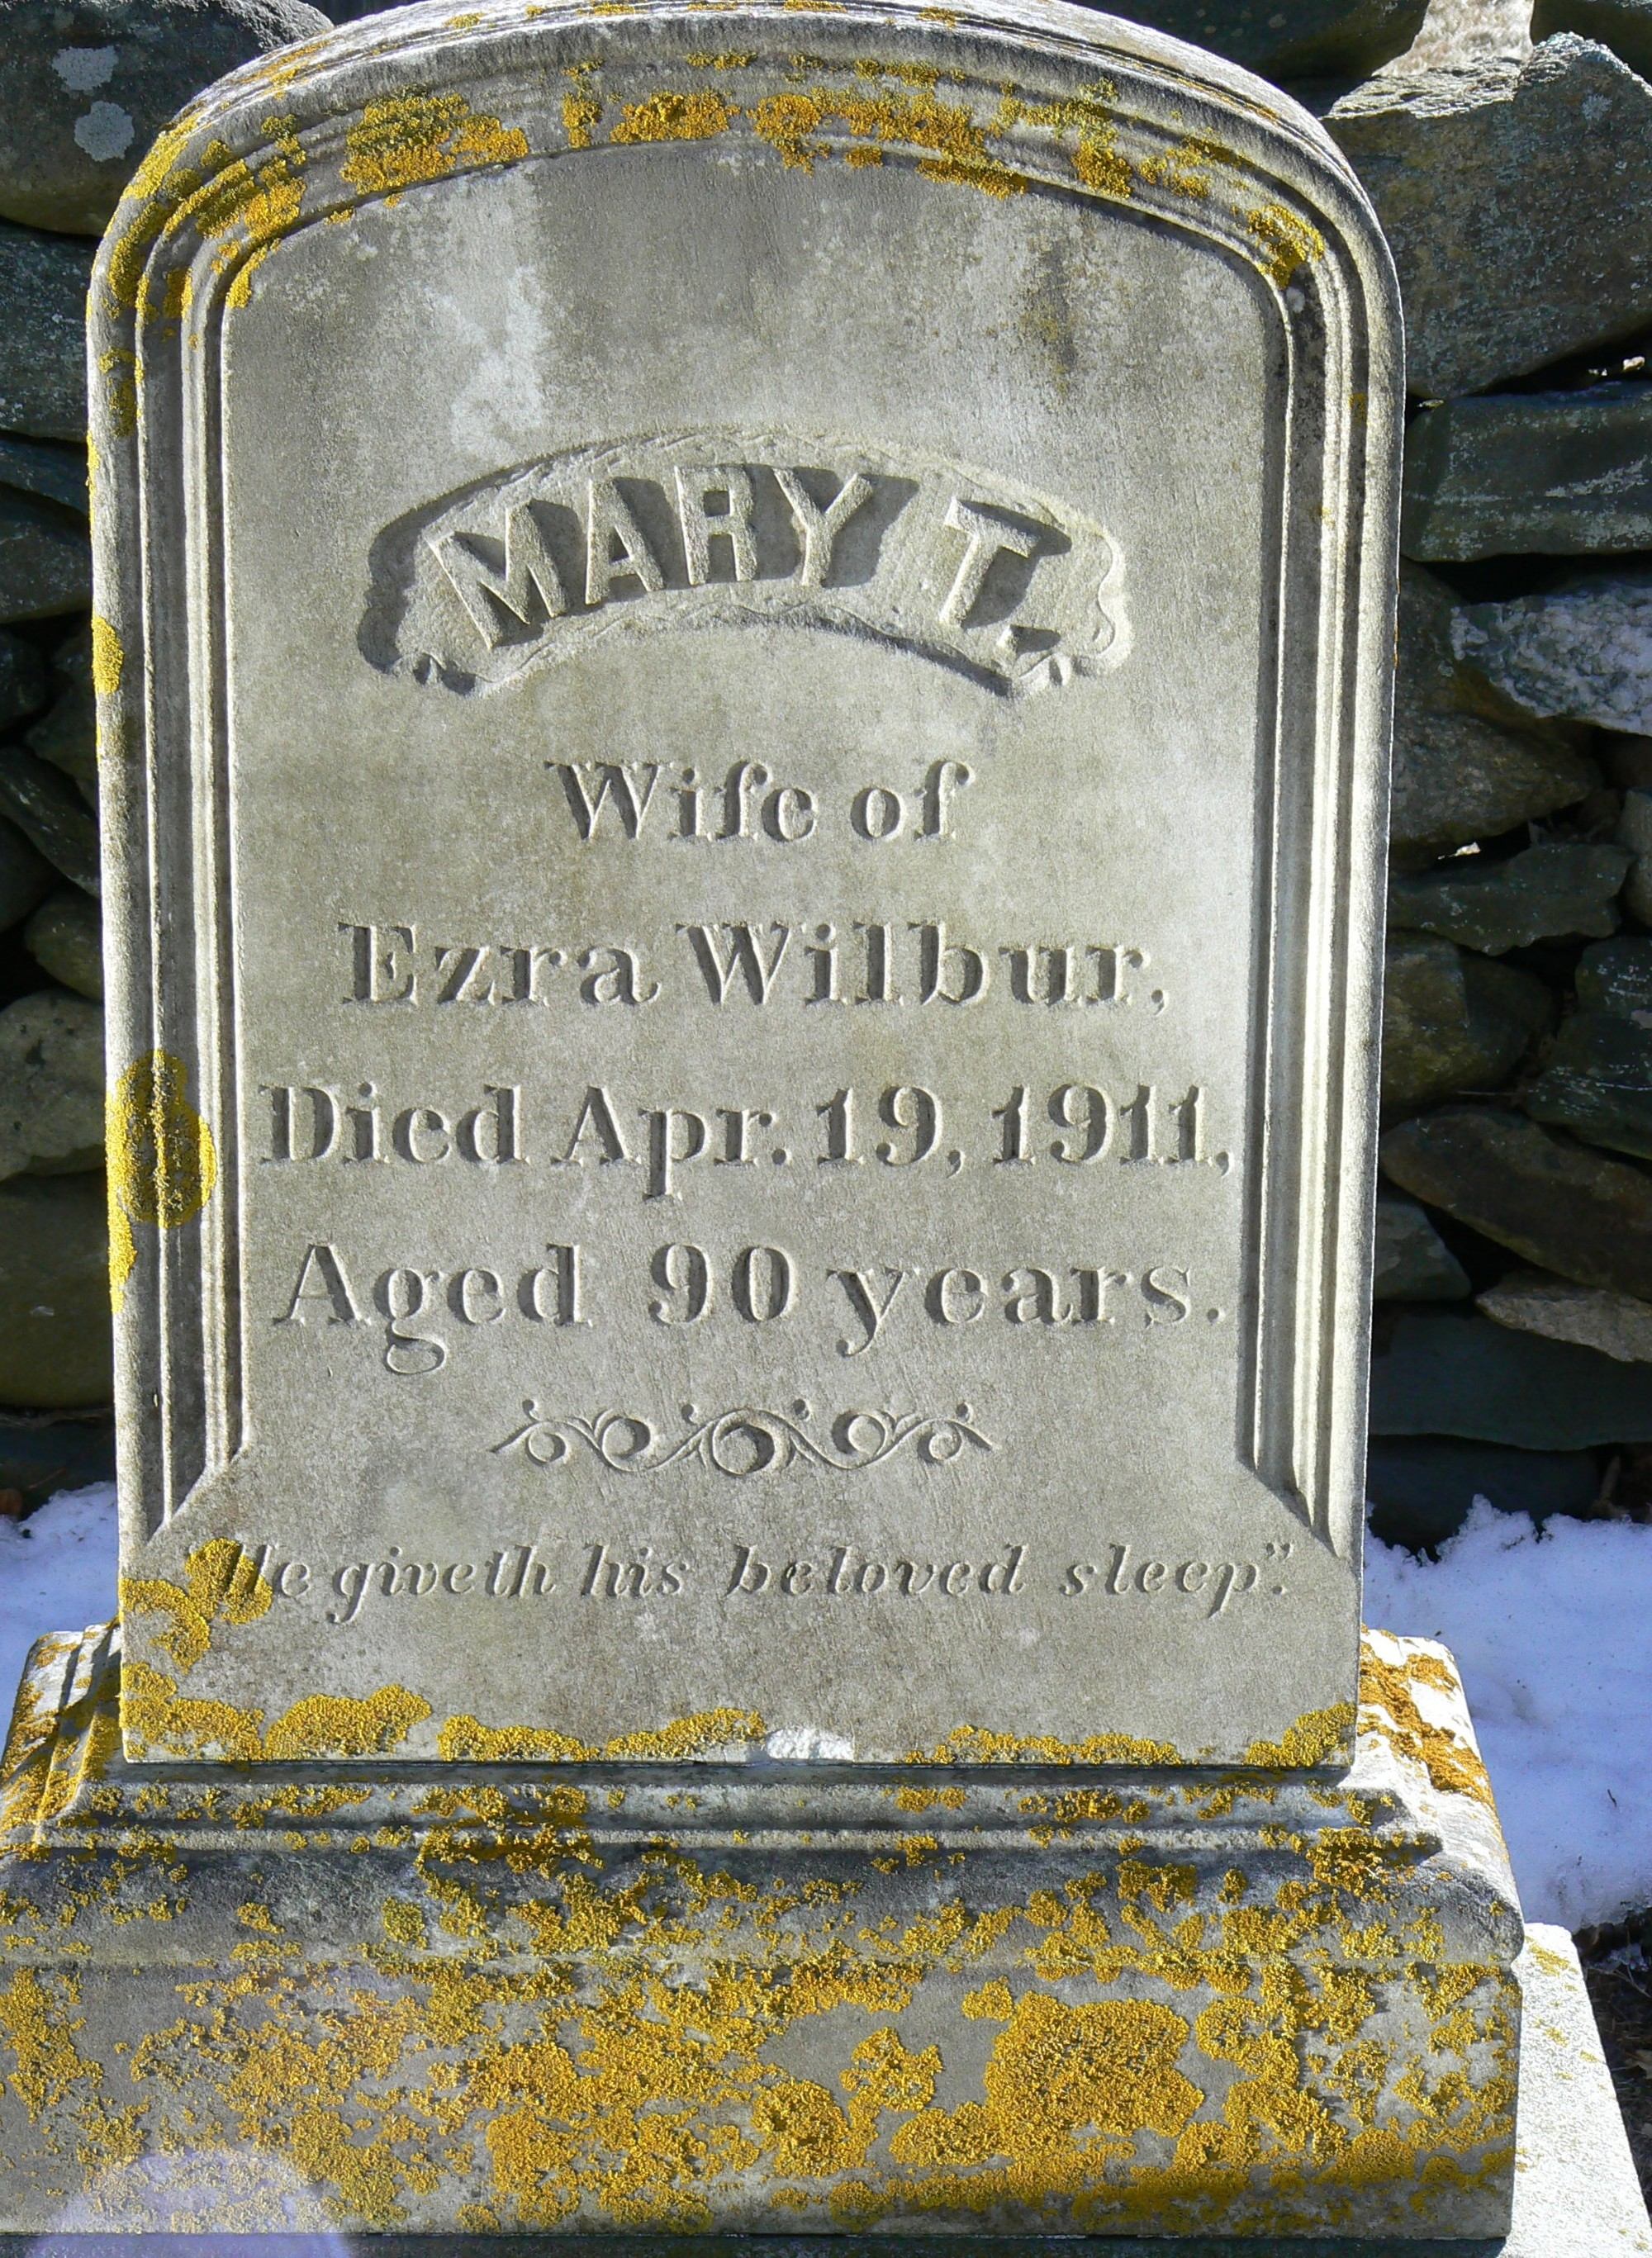 MARY T.
Wife of
Ezra Wilbur,
Died Apr. 19, 1911,
Aged 90 years.
"He giveth his beloved sleep".